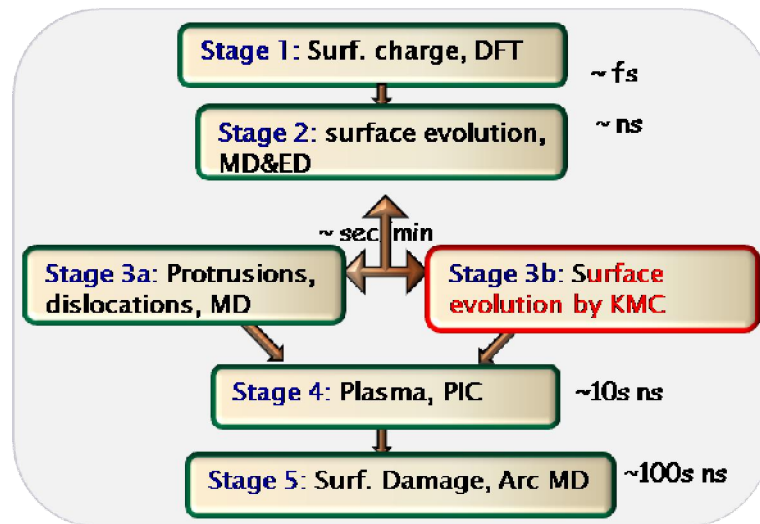 Stage 1: Surf. charge, DFT
~fs
Stage 2: surface evolution,
MD&ED
~ns
~sec/min
Stage 3a: Protrusions,
dislocations, MD
Stage 3b: Surface
evolution by KMC
Stage 4: Plasma, PIC
~10s ns
Stage 5: Surf. Damage, Arc MD
~100s ns